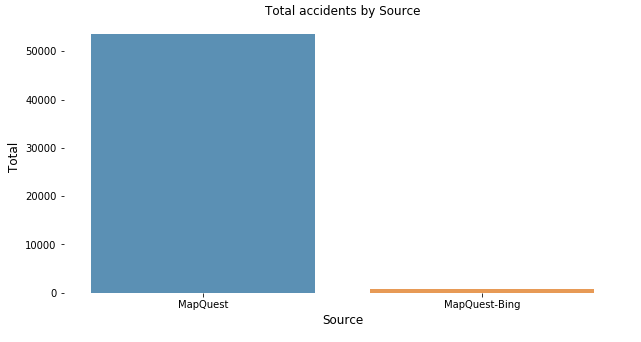 Total accidents by Source
Total
50000
40000
30000
20000
10000
0
MapQuest
MapQuest-Bing
Source